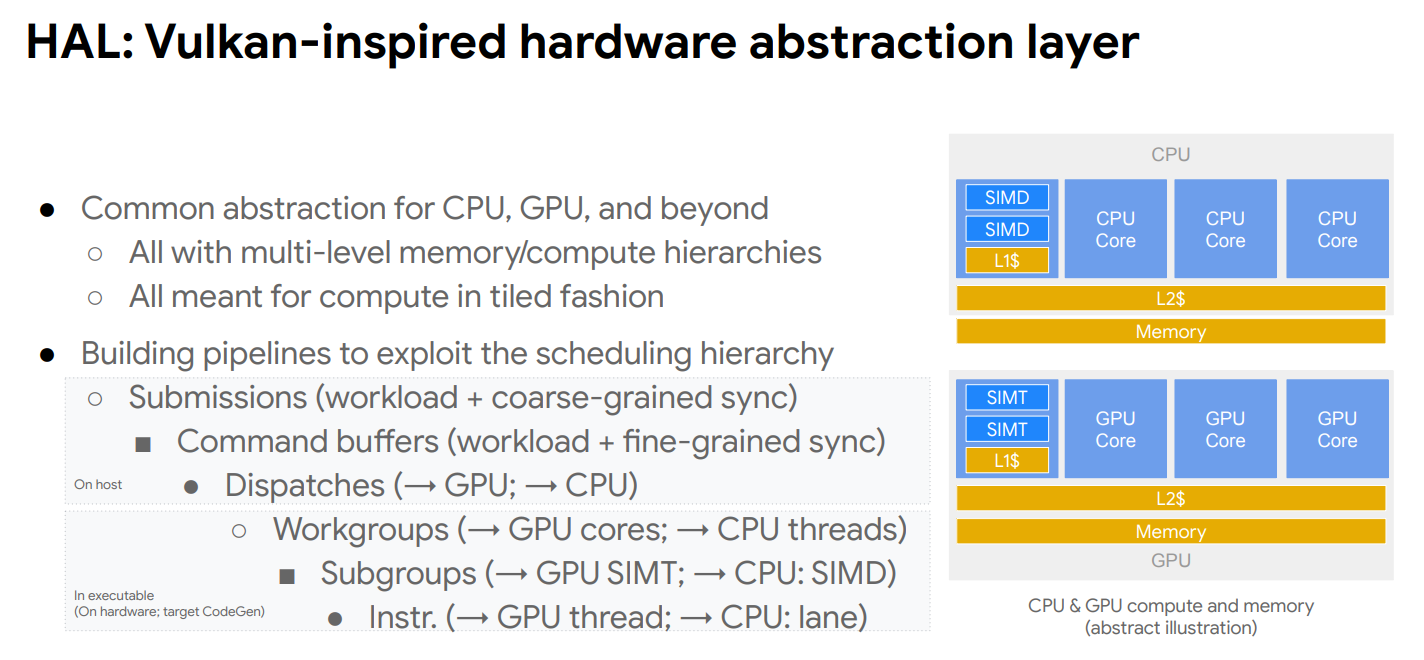 HAL: Vulkan-inspired hardware abstraction layer
● Common abstraction for CPU, GPU, and beyond
○ All with multi-level memory/compute hierarchies
○ All meant for compute in tiled fashion
● Building pipelines to exploit the scheduling hierarchy
○ Submissions (workload + coarse-grained sync)
■ Command buffers (workload + fine-grained sync)
On host
● Dispatches (→ GPU; → CPU)
○ Workgroups (→ GPU cores; → CPU threads)
■ Subgroups (→ GPU SIMT; → CPU: SIMD)
In executable
(On hardware; target CodeGen)
● Instr. (→ GPU thread; → CPU: lane)
CPU
SIMD
SIMD
L1$
CPU
Core
CPU
Core
CPU
Core
L2$
Memory
SIMT
SIMT
L1$
GPU
Core
GPU
Core
GPU
Core
L2$
Memory
GPU
CPU & GPU compute and memory
(abstract illustration)